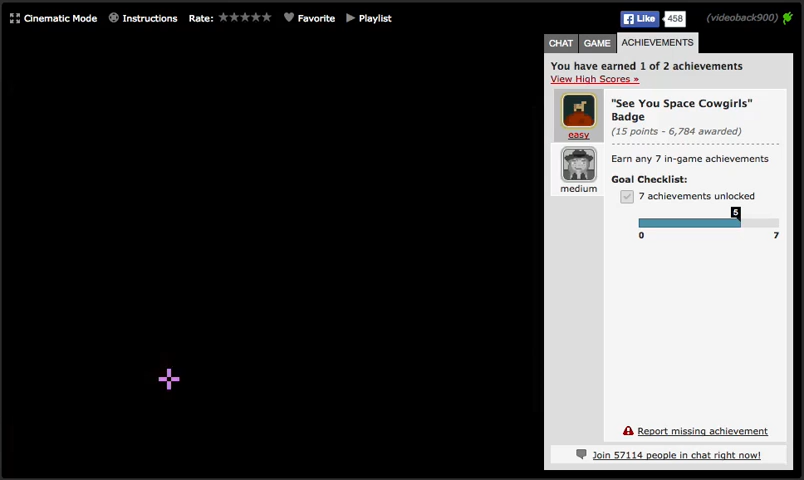 Cinematic Mode Instructions Rate: Favorite Playlist Like 458 (videoback900)
CHAT GAME ACHIEVEMENTS
You have earned 1 of 2 achievements
View High Scores »
"See You Space Cowgirls"
Badge
(15 points - 6,784 awarded)
easy
Earn any 7 in-game achievements
Goal Checklist:
medium
7 achievements unlocked
5
0 7
Report missing achievement
Join 57114 people in chat right now!